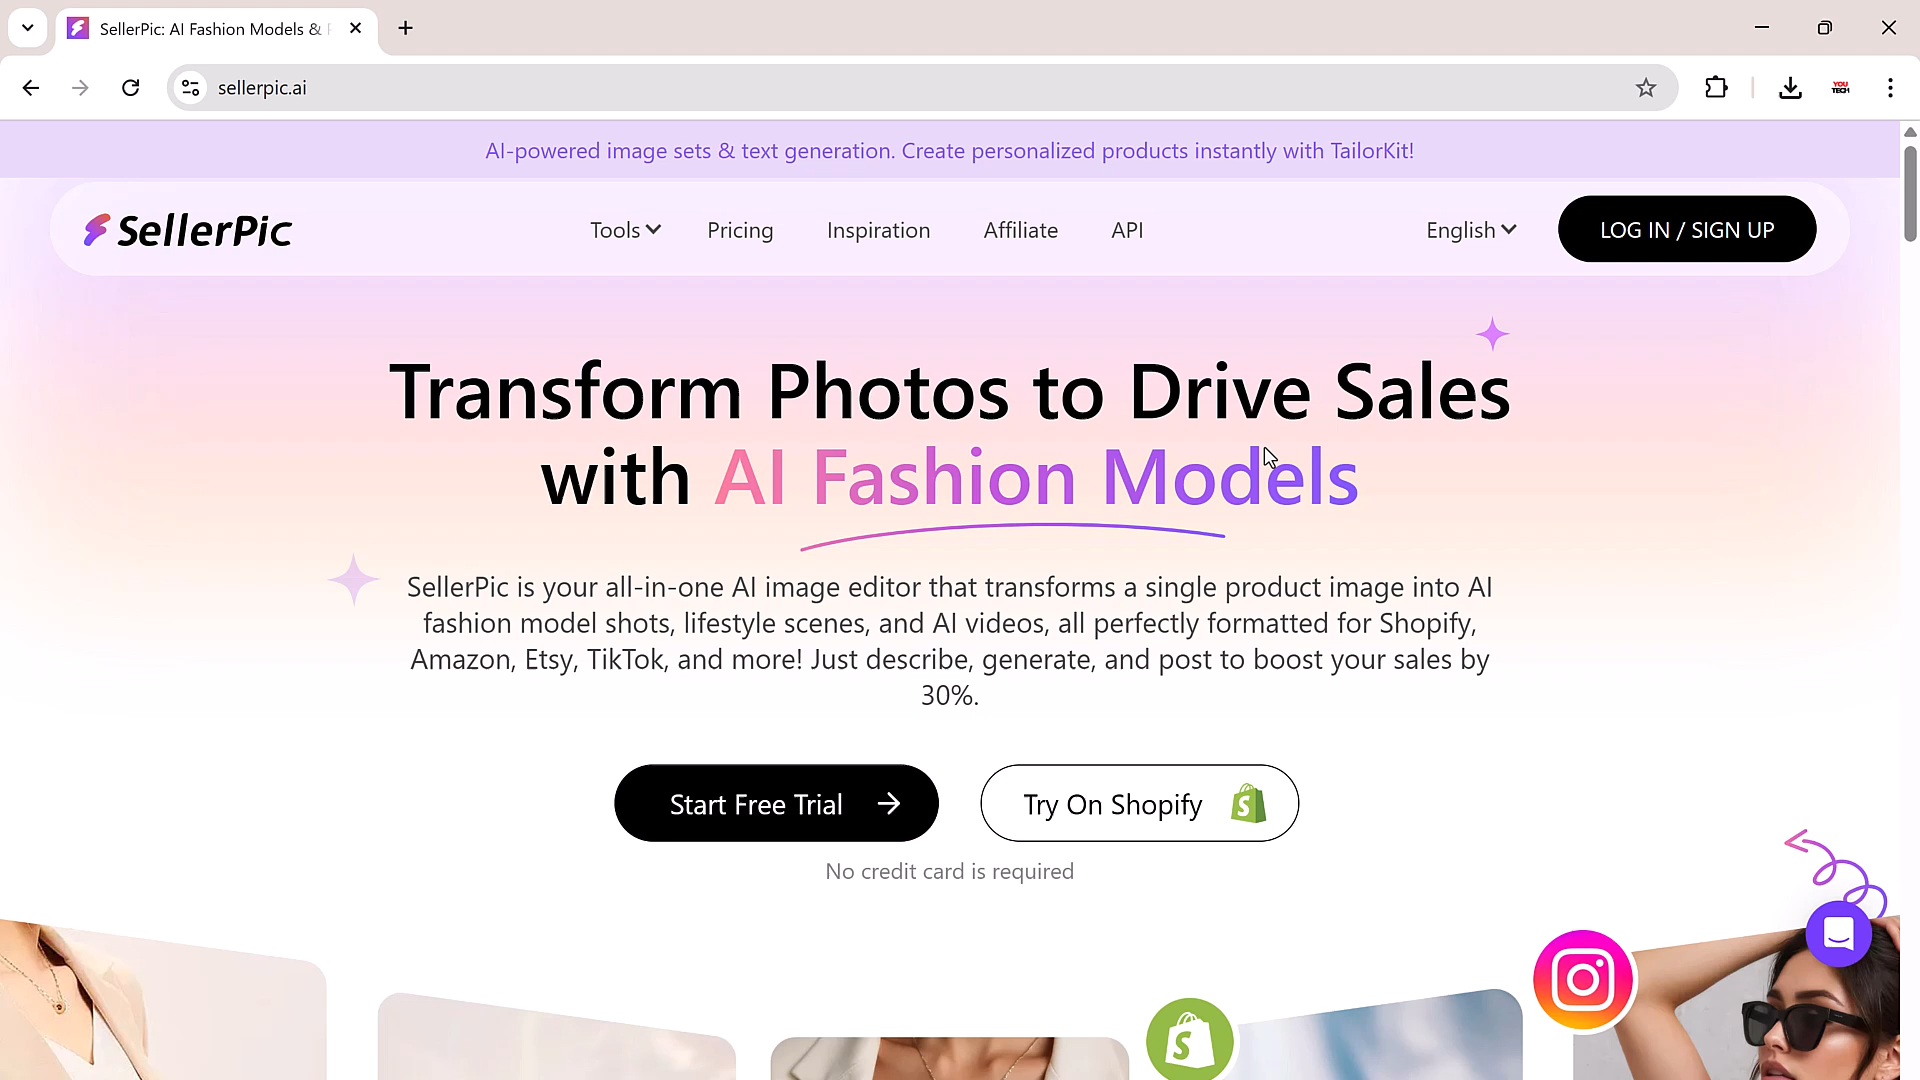 SellerPic: AI Fashion Models &
sellerpic.ai
YOU
TECH
AI-powered image sets & text generation. Create personalized products instantly with TailorKit!
SellerPic
Tools
Pricing
Inspiration
Affiliate
API
English
LOG IN / SIGN UP
Transform Photos to Drive Sales
with AI Fashion Models
SellerPic is your all-in-one AI image editor that transforms a single product image into AI
fashion model shots, lifestyle scenes, and AI videos, all perfectly formatted for Shopify,
Amazon, Etsy, TikTok, and more! Just describe, generate, and post to boost your sales by
30%.
Start Free Trial
Try On Shopify
No credit card is required